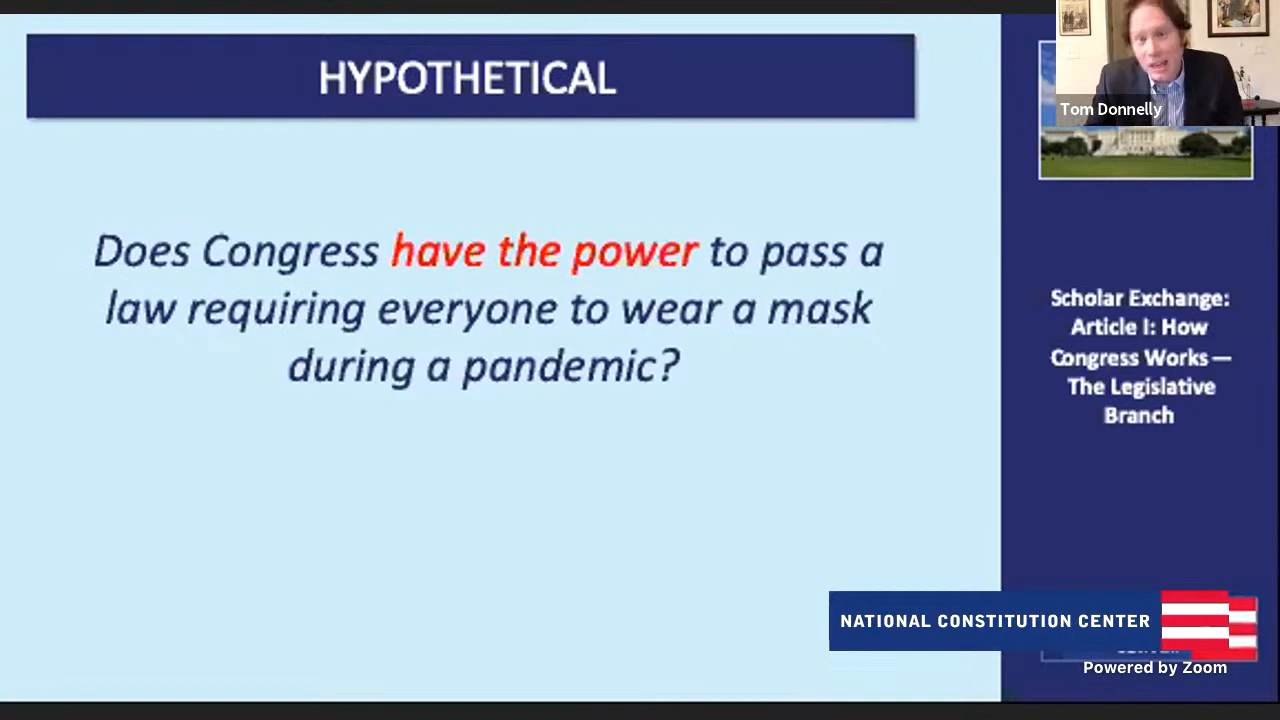 HYPOTHETICAL
Does Congress have the power to pass a
law requiring everyone to wear a mask
during a pandemic?
Tom Donnelly
Scholar Exchange:
Article I: How
Congress Works —
The Legislative
Branch
NATIONAL CONSTITUTION CENTER
Powered by Zoom